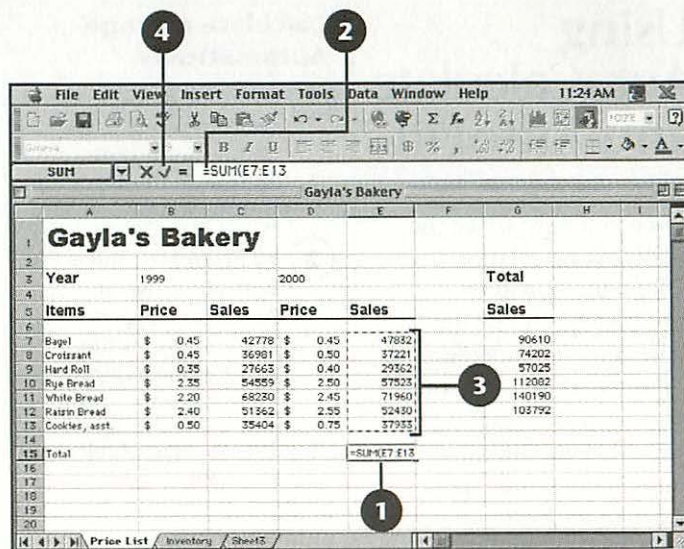 4 2
File Edit View Insert Format Tools Data Window Help 11:24 AM
B I U $ % ,
SUM = =SUM(E7:E13
Gayla's Bakery
A B C D E F G H I
1 Gayla's Bakery
2
3 Year 1999 2000 Total
4
5 Items Price Sales Price Sales Sales
6
7 Bagel $ 0.45 42778 $ 0.45 47832 90610
8 Croissant $ 0.45 36981 $ 0.50 37221 74202
9 Hard Roll $ 0.35 27663 $ 0.40 29362 57025
10 Rye Bread $ 2.35 54559 $ 2.50 57523 112082
11 White Bread $ 2.20 68230 $ 2.45 71960 140190
12 Raisin Bread $ 2.40 51362 $ 2.55 52430 103792
13 Cookies, asst. $ 0.50 35404 $ 0.75 37933
3
14
15 Total =SUM(E7:E13
16
17
1
18
19
20
Price List Inventory Sheet3